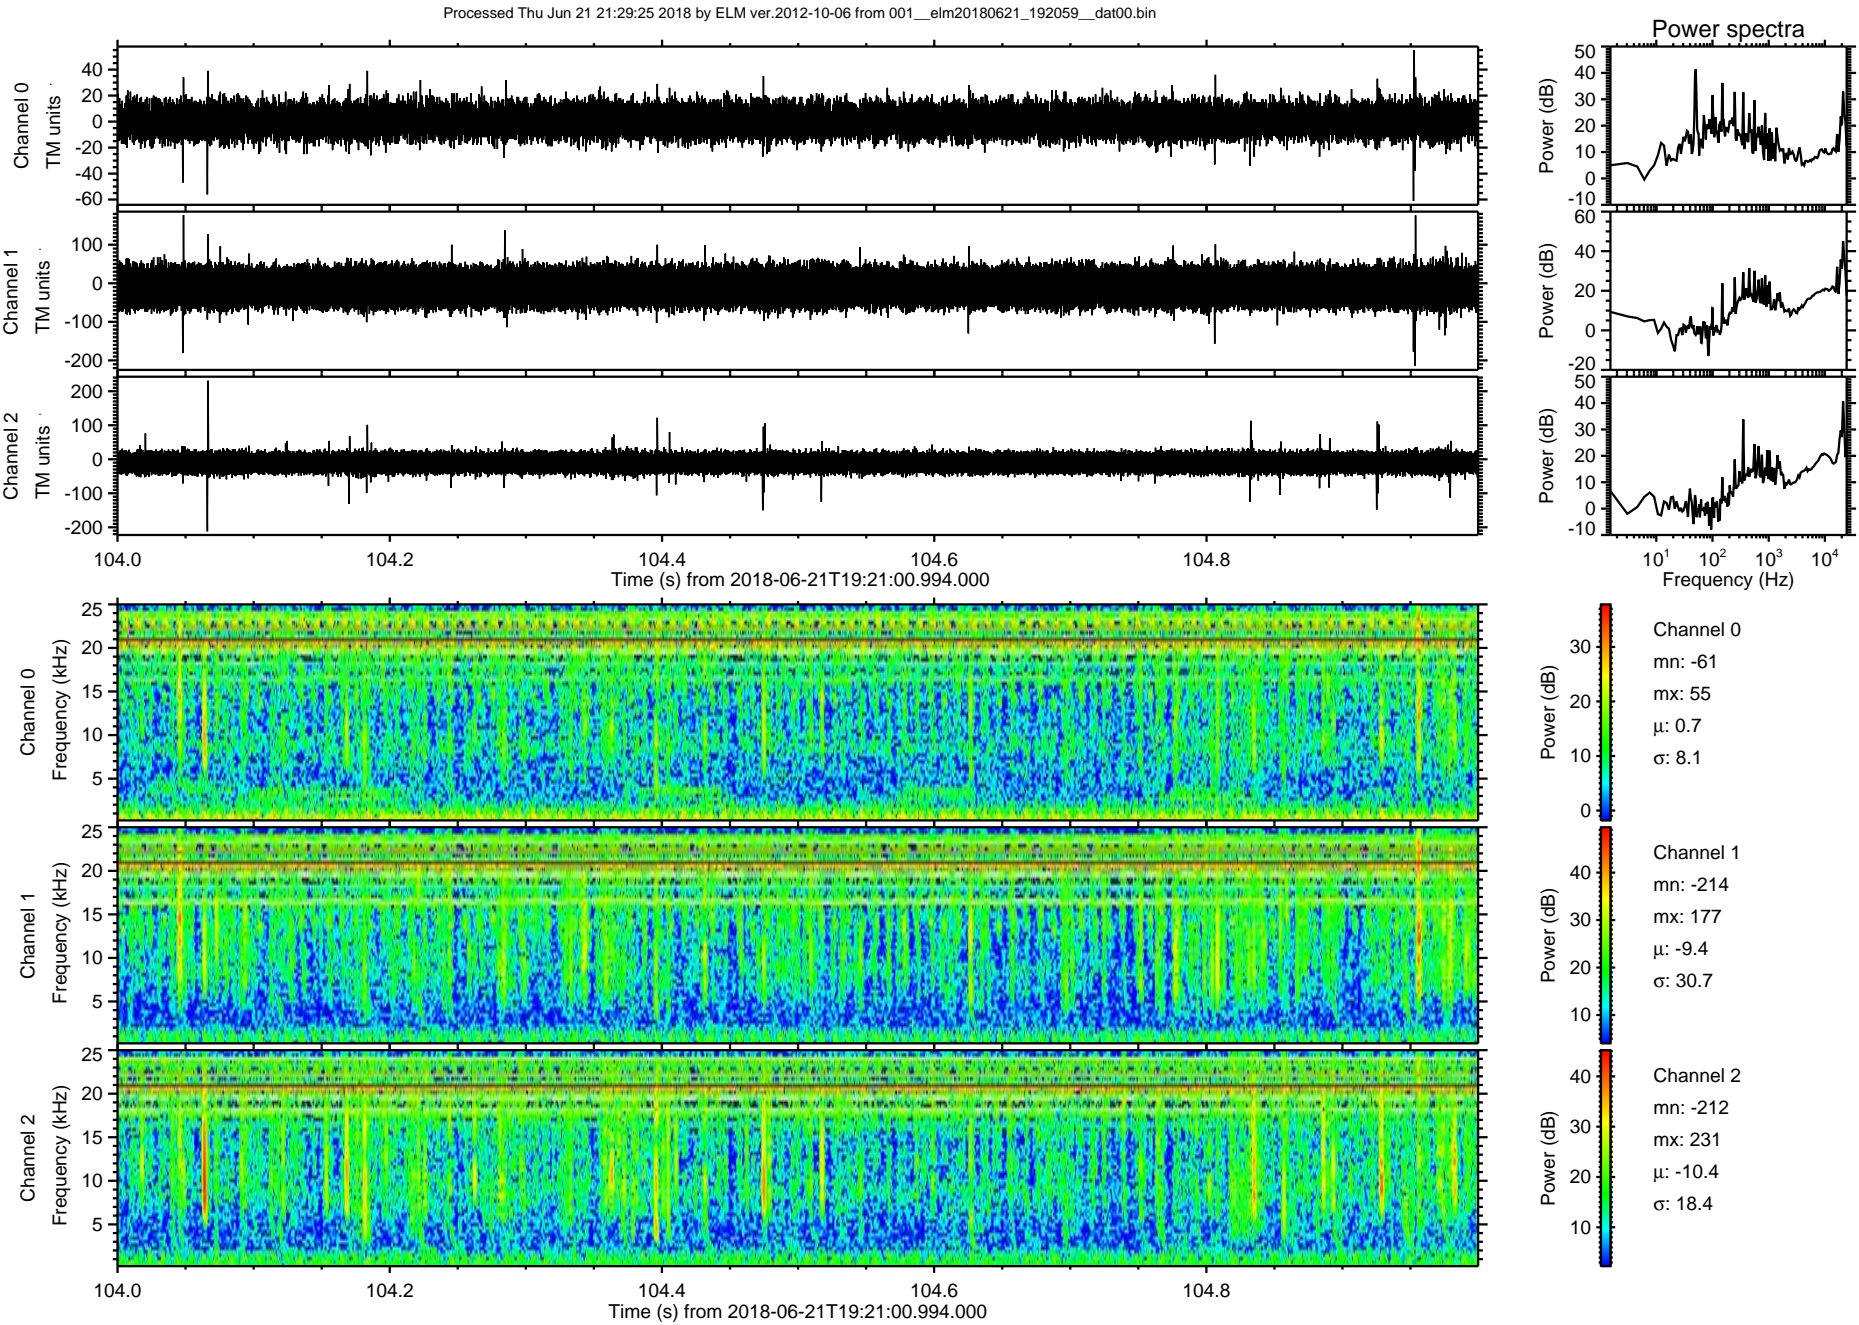 Processed Thu Jun 21 21:29:25 2018 by ELM ver.2012-10-06 from 001__elm20180621_192059__dat00.bin
Power spectra
Channel 0
TM units
40
20
0
-20
-40
-60
Power (dB)
50
40
30
20
10
0
-10
Channel 1
TM units
100
0
-100
-200
Power (dB)
60
40
20
0
-20
Channel 2
TM units
200
100
0
-100
-200
Power (dB)
50
40
30
20
10
0
-10
104.0 104.2 104.4 104.6 104.8
Time (s) from 2018-06-21T19:21:00.994.000
10^1 10^2 10^3 10^4
Frequency (Hz)
Channel 0
Frequency (kHz)
25
20
15
10
5
Power (dB)
30
20
10
0
Channel 0
mn: -61
mx: 55
µ: 0.7
σ: 8.1
Channel 1
Frequency (kHz)
25
20
15
10
5
Power (dB)
40
30
20
10
Channel 1
mn: -214
mx: 177
µ: -9.4
σ: 30.7
Channel 2
Frequency (kHz)
25
20
15
10
5
Power (dB)
40
30
20
10
Channel 2
mn: -212
mx: 231
µ: -10.4
σ: 18.4
104.0 104.2 104.4 104.6 104.8
Time (s) from 2018-06-21T19:21:00.994.000